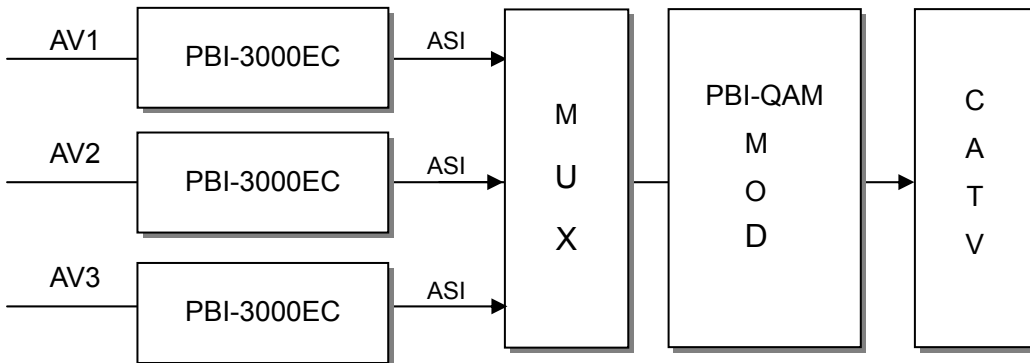 AV1
PBI-3000EC
ASI
AV2
PBI-3000EC
ASI
AV3
PBI-3000EC
ASI
M
U
X
PBI-QAM
M
O
D
C
A
T
V